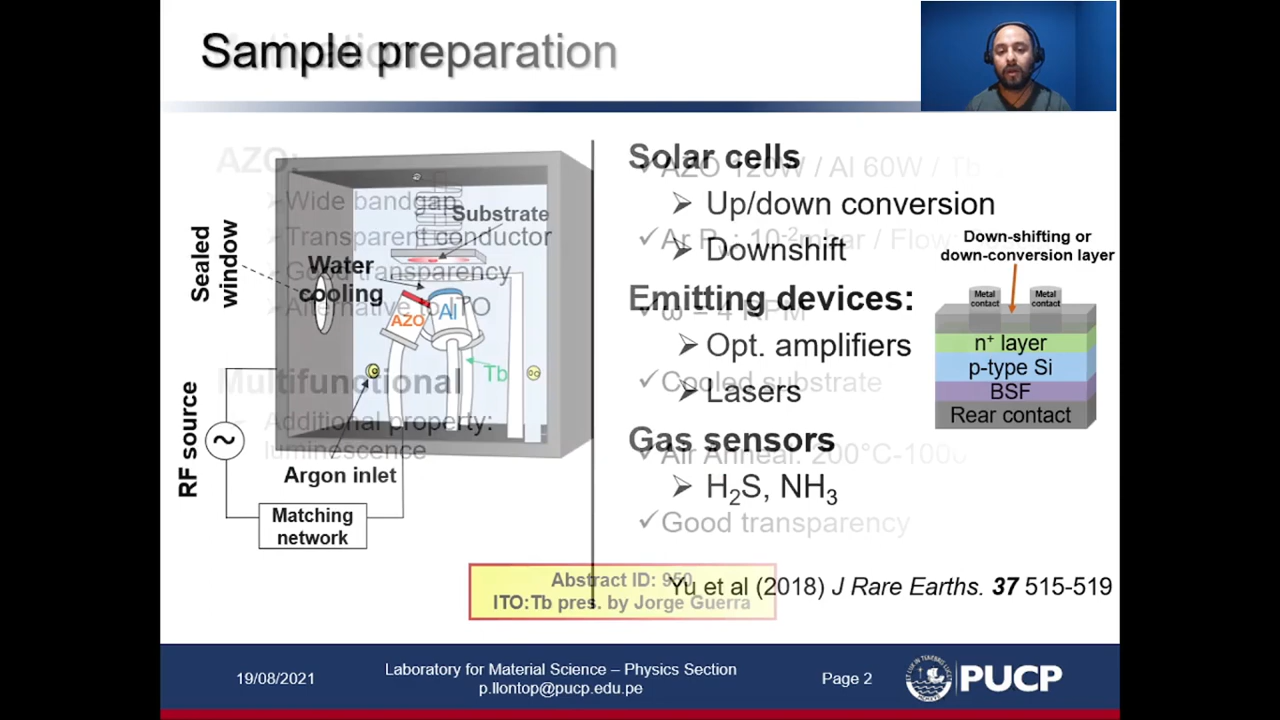 Sample preparation
AZO:
Wide bandgap
Transparent conductor
Good transparency
Alternative to ITO
Multifunctional
Additional property:
luminescence
Sealed
window
Substrate
Water
cooling
AZO
Al
Tb
RF source
~
Argon inlet
Matching
network
Solar cells
Up/down conversion
Downshift
Emitting devices:
Opt. amplifiers
Lasers
Gas sensors
H₂S, NH₃
AZO 120W / Al 60W / Tb
Ar : 10⁻²mbar / Flow:
ω = 4 RPM
Cooled substrate
Air Anneal: 200°C-1000
Good transparency
Down-shifting or
down-conversion layer
Metal
contact
Metal
contact
n⁺ layer
p-type Si
BSF
Rear contact
Abstract ID: 950
ITO:Tb pres. by Jorge Guerra
Yu et al (2018) J Rare Earths. 37 515-519
19/08/2021
Laboratory for Material Science – Physics Section
p.llontop@pucp.edu.pe
Page 2
PUCP